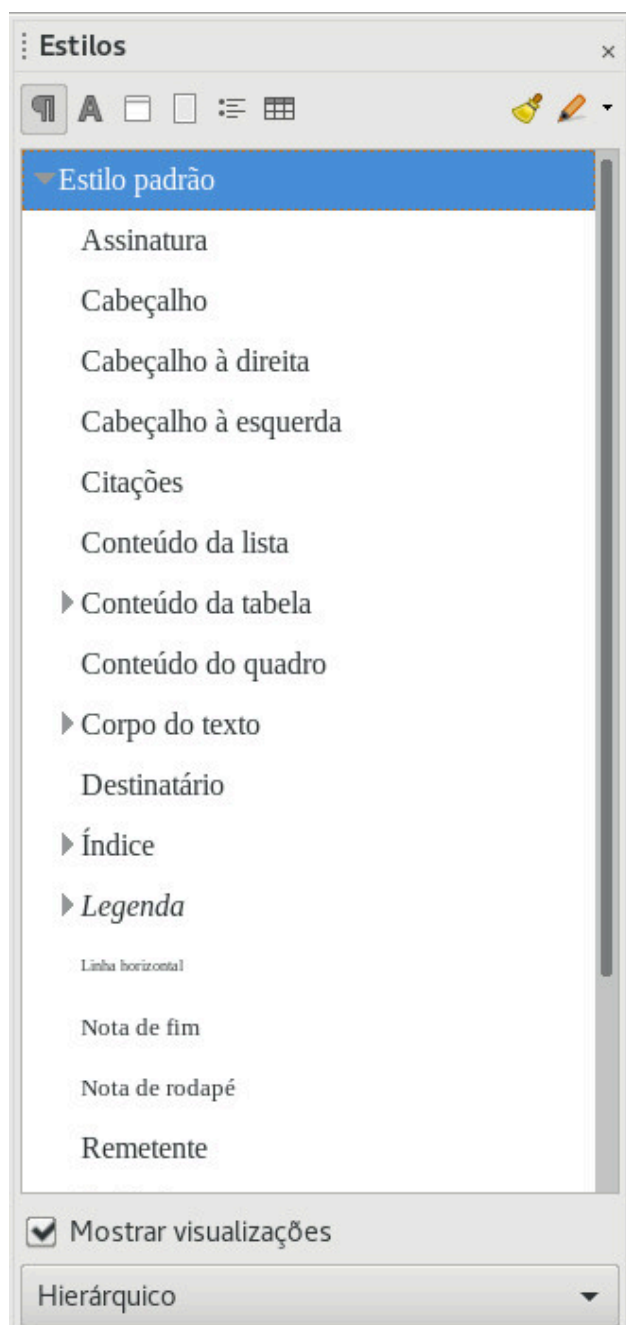 Estilos
Estilo padrão
Assinatura
Cabeçalho
Cabeçalho à direita
Cabeçalho à esquerda
Citações
Conteúdo da lista
Conteúdo da tabela
Conteúdo do quadro
Corpo do texto
Destinatário
Índice
Legenda
Linha horizontal
Nota de fim
Nota de rodapé
Remetente
Mostrar visualizações
Hierárquico